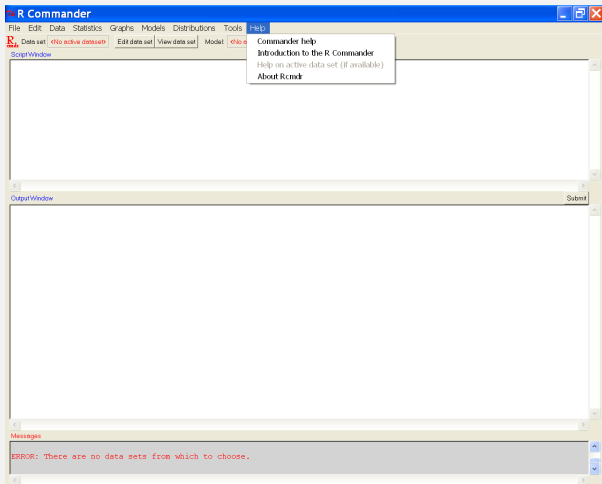 R Commander
File Edit Data Statistics Graphs Models Distributions Tools Help
Rcmdr Data set: <No active dataset> Edit data set View data set Model:
Commander help
Introduction to the R Commander
Help on active data set (if available)
About Rcmdr
Script Window
Output Window
Submit
Messages
ERROR: There are no data sets from which to choose.